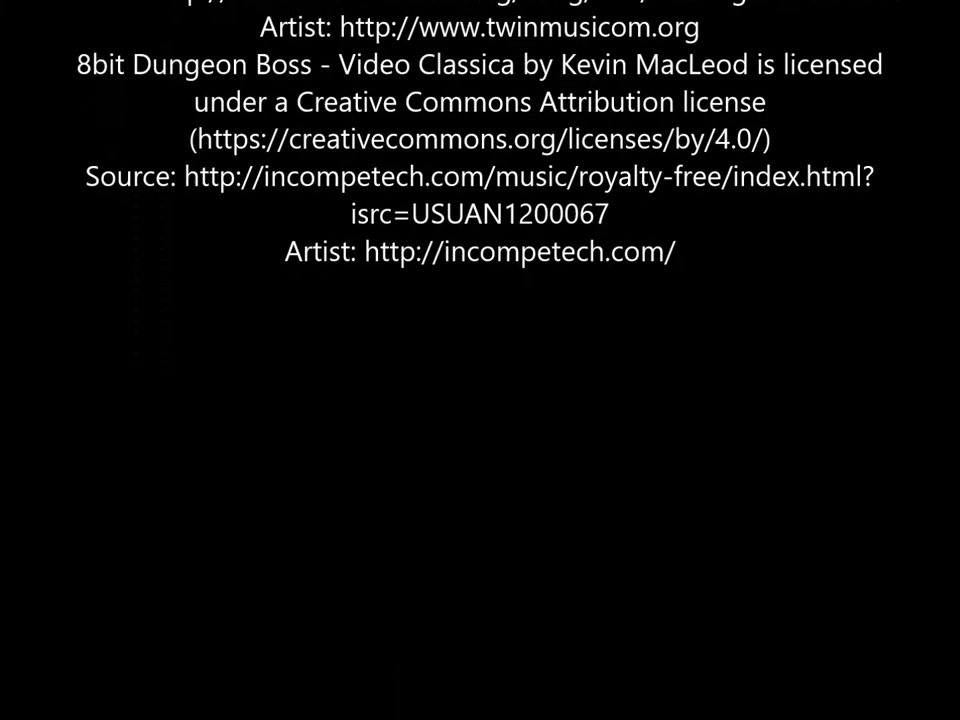 Artist: http://www.twinmusicom.org
8bit Dungeon Boss - Video Classica by Kevin MacLeod is licensed
under a Creative Commons Attribution license
(https://creativecommons.org/licenses/by/4.0/)
Source: http://incompetech.com/music/royalty-free/index.html?
isrc=USUAN1200067
Artist: http://incompetech.com/